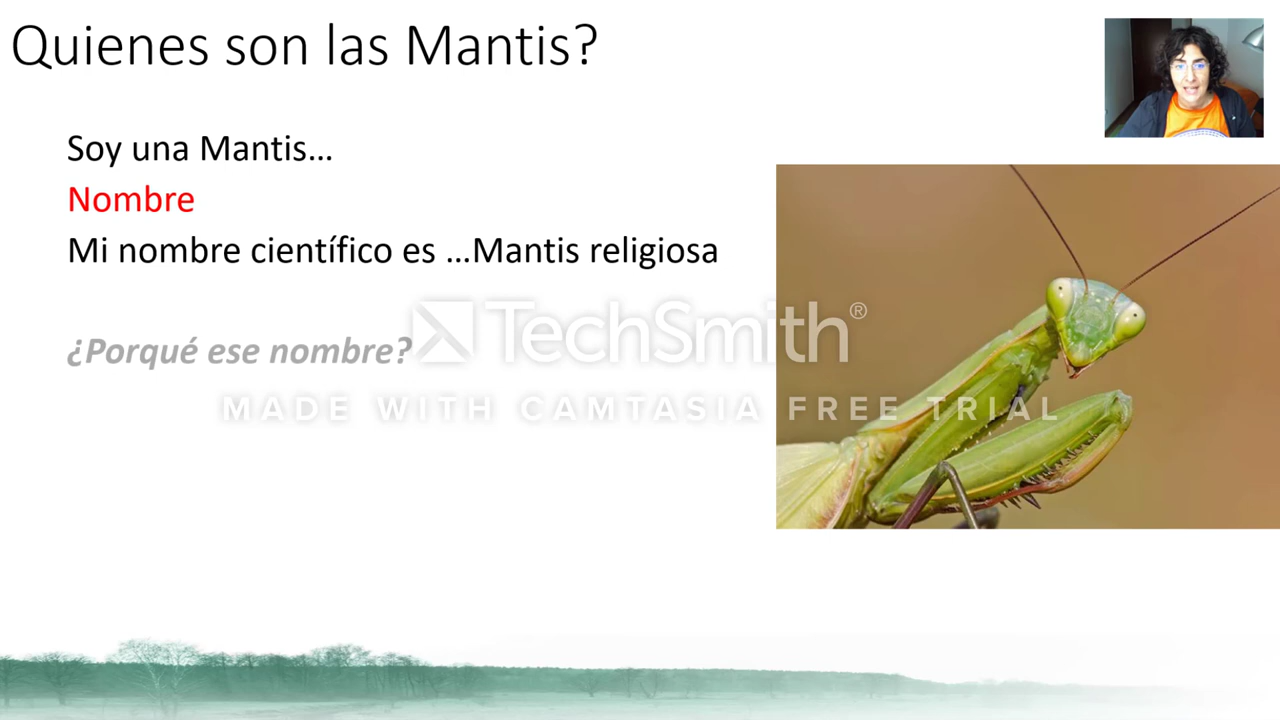 Quienes son las Mantis?
Soy una Mantis...
Nombre
Mi nombre científico es ...Mantis religiosa
¿Porqué ese nombre?
TechSmith®
MADE WITH CAMTASIA FREE TRIAL